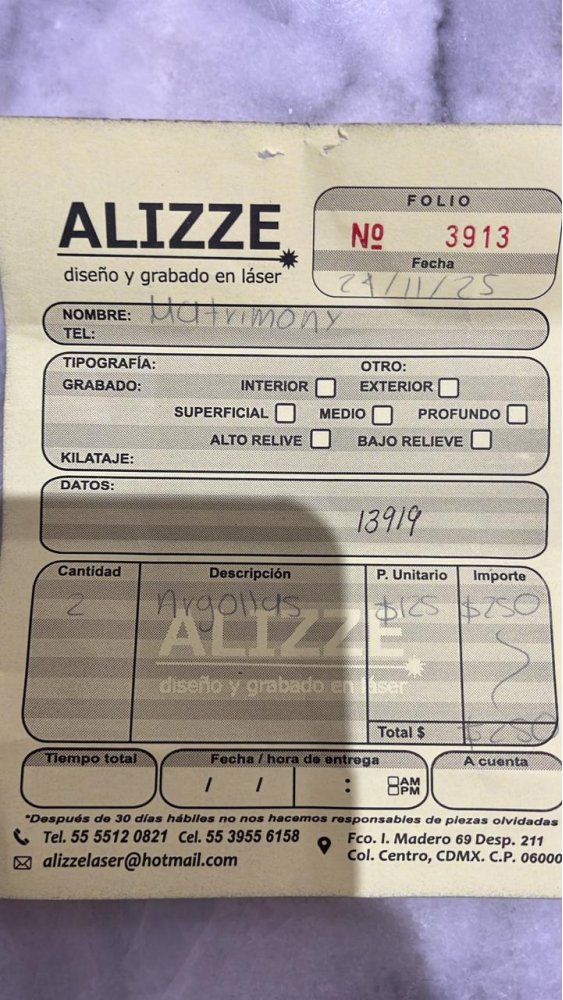 ALIZZE
diseño y grabado en láser
FOLIO
Nº 3913
Fecha
21/11/25
NOMBRE: Matrimony
TEL:
TIPOGRAFÍA: OTRO:
GRABADO: INTERIOR EXTERIOR
SUPERFICIAL MEDIO PROFUNDO
ALTO RELIVE BAJO RELIEVE
KILATAJE:
DATOS:
13919
Cantidad Descripción P. Unitario Importe
2 Argollas $125 $250
ALIZZE
diseño y grabado en láser
Total $ $250
Tiempo total Fecha / hora de entrega A cuenta
/ / : AM
PM
*Después de 30 días hábiles no nos hacemos responsables de piezas olvidadas
Tel. 55 5512 0821 Cel. 55 3955 6158
alizzelaser@hotmail.com
Fco. I. Madero 69 Desp. 211
Col. Centro, CDMX. C.P. 06000